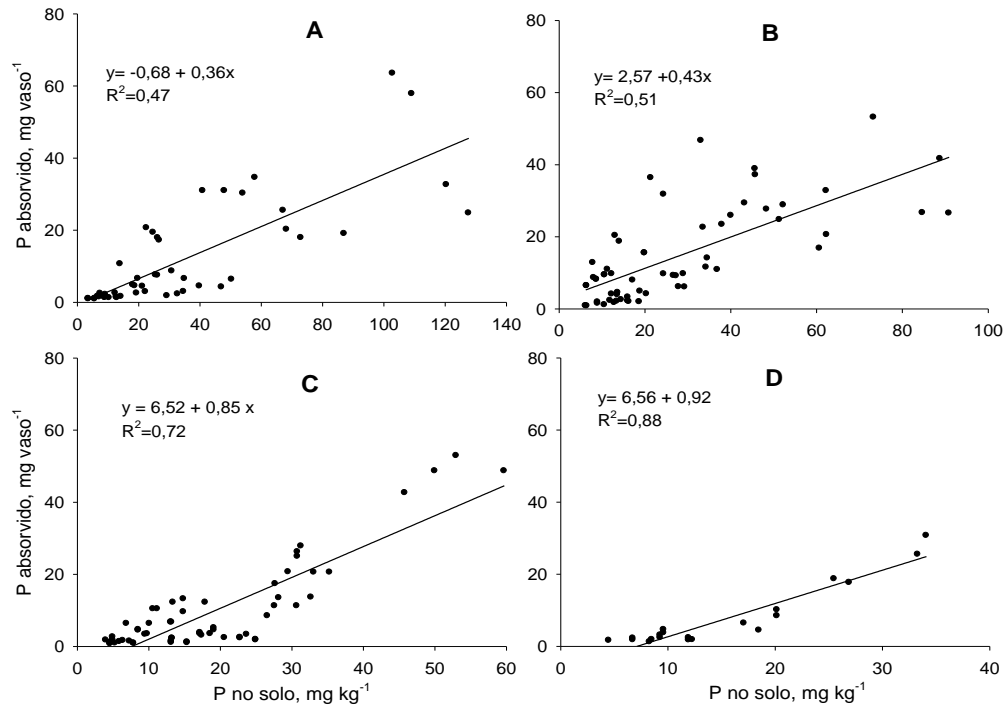 A
y= -0,68 + 0,36x
R²=0,47
P absorvido, mg vaso⁻¹
80
60
40
20
0
0 20 40 60 80 100 120 140
B
y= 2,57 +0,43x
R²=0,51
80
60
40
20
0
0 20 40 60 80 100
C
y = 6,52 + 0,85 x
R²=0,72
P absorvido, mg vaso⁻¹
80
60
40
20
0
0 10 20 30 40 50 60
P no solo, mg kg⁻¹
D
y= 6,56 + 0,92
R²=0,88
80
60
40
20
0
0 10 20 30 40
P no solo, mg kg⁻¹